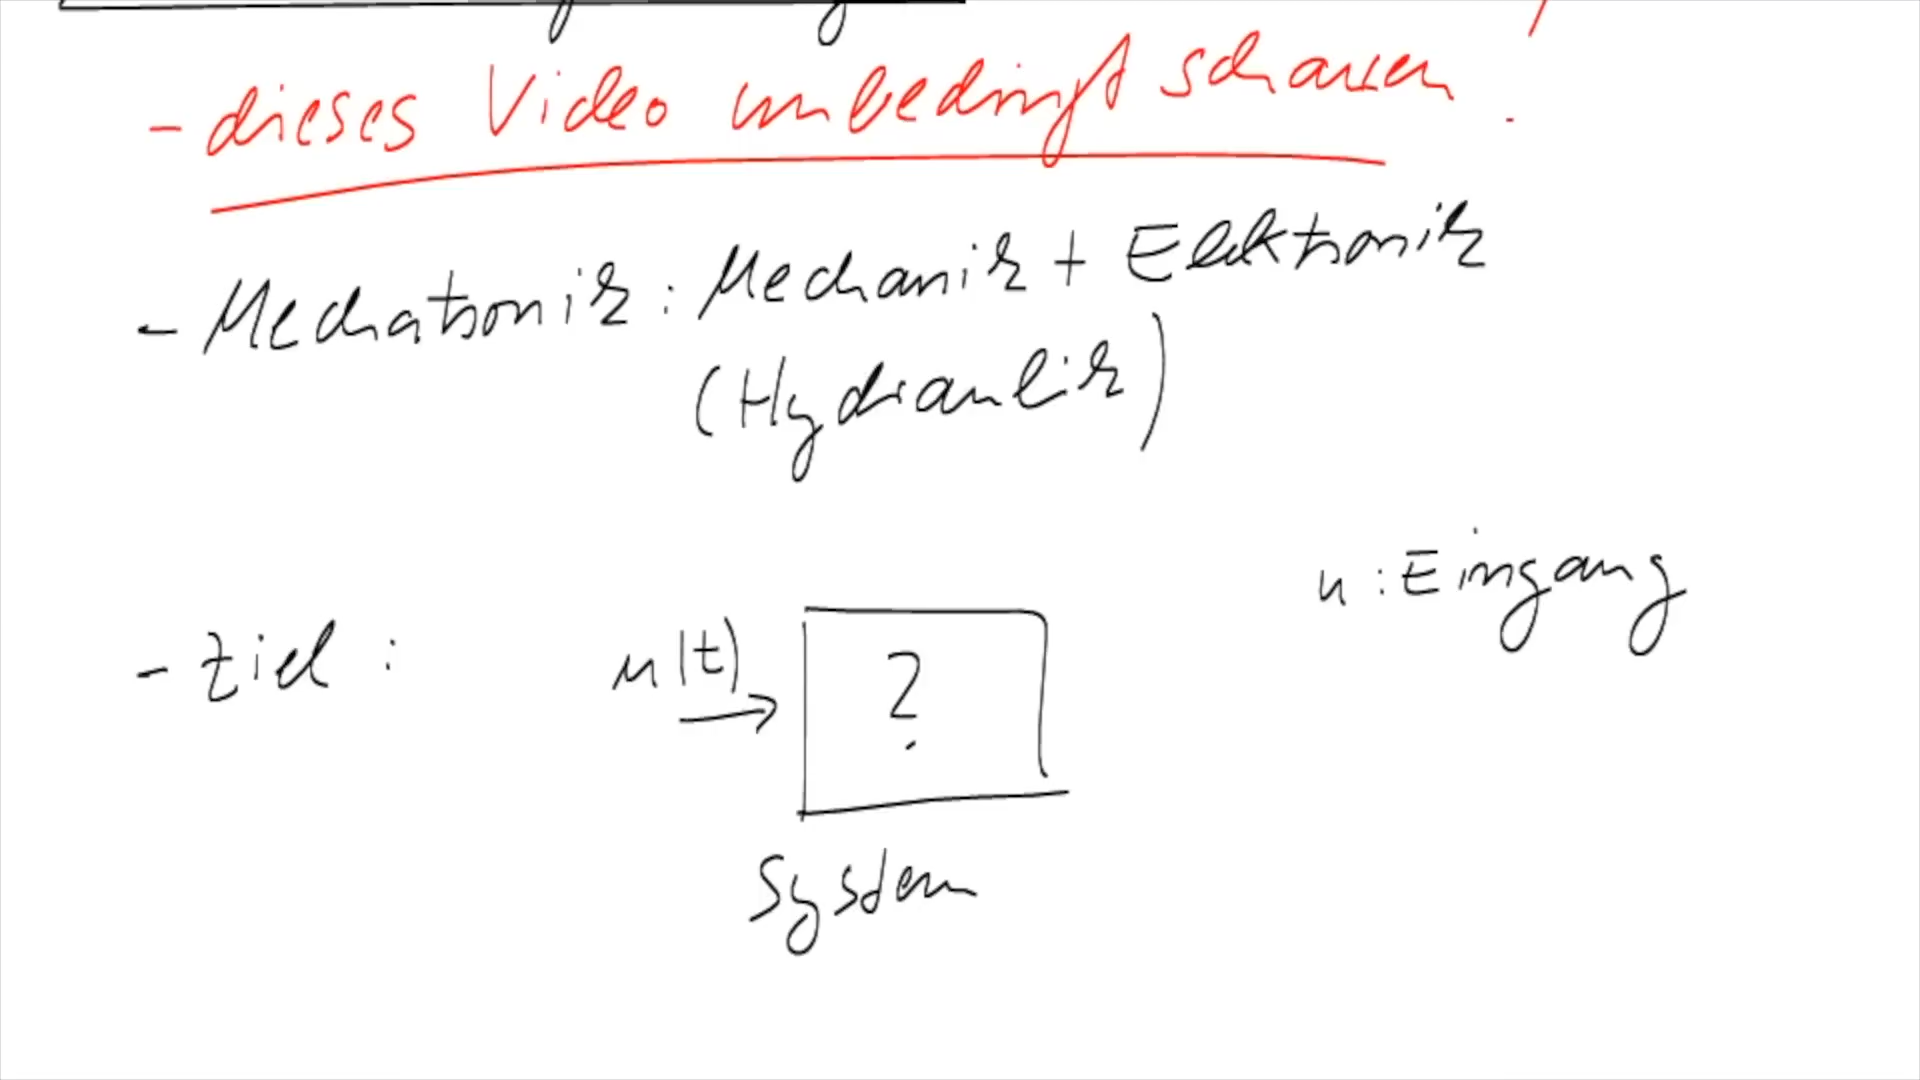 - dieses Video unbedingt schauen!
- Mechatronik: Mechanik + Elektronik
(Hydraulik)
u: Eingang
- Ziel: u(t) → ?
System